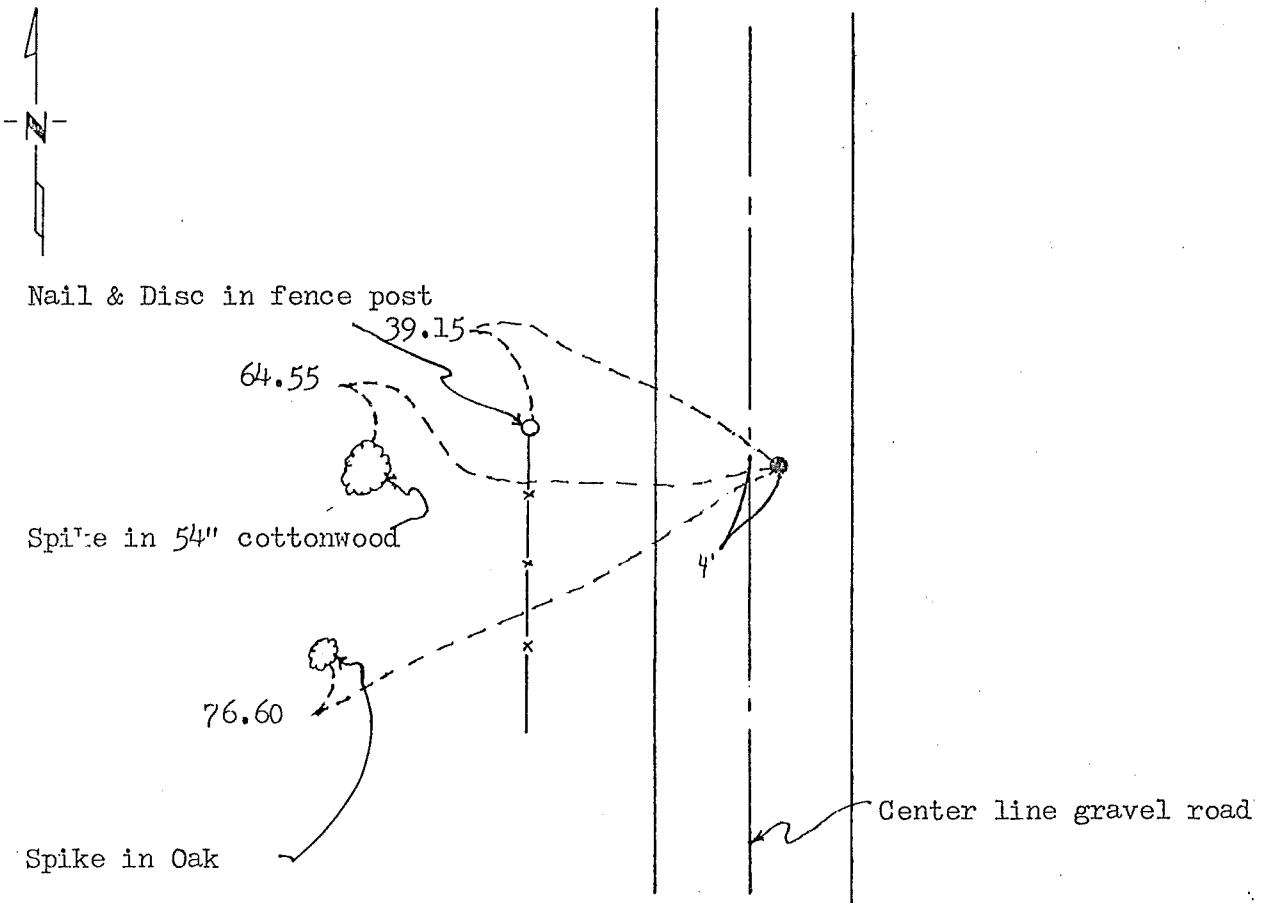 N
Nail & Disc in fence post
39.15
64.55
Spike in 54" cottonwood
4'
76.60
Center line gravel road
Spike in Oak